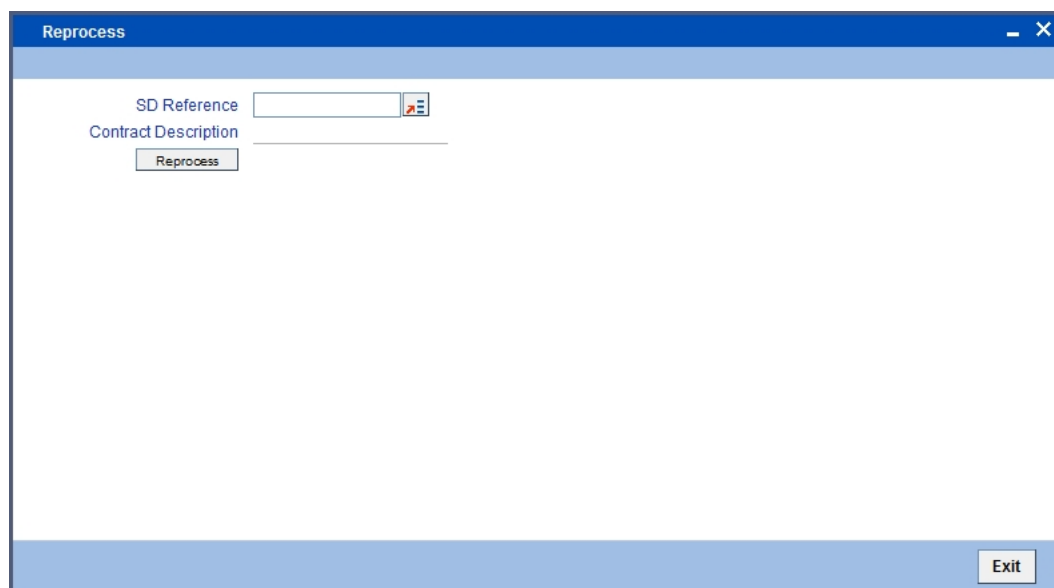 Reprocess
SD Reference
Contract Description
Reprocess
Exit